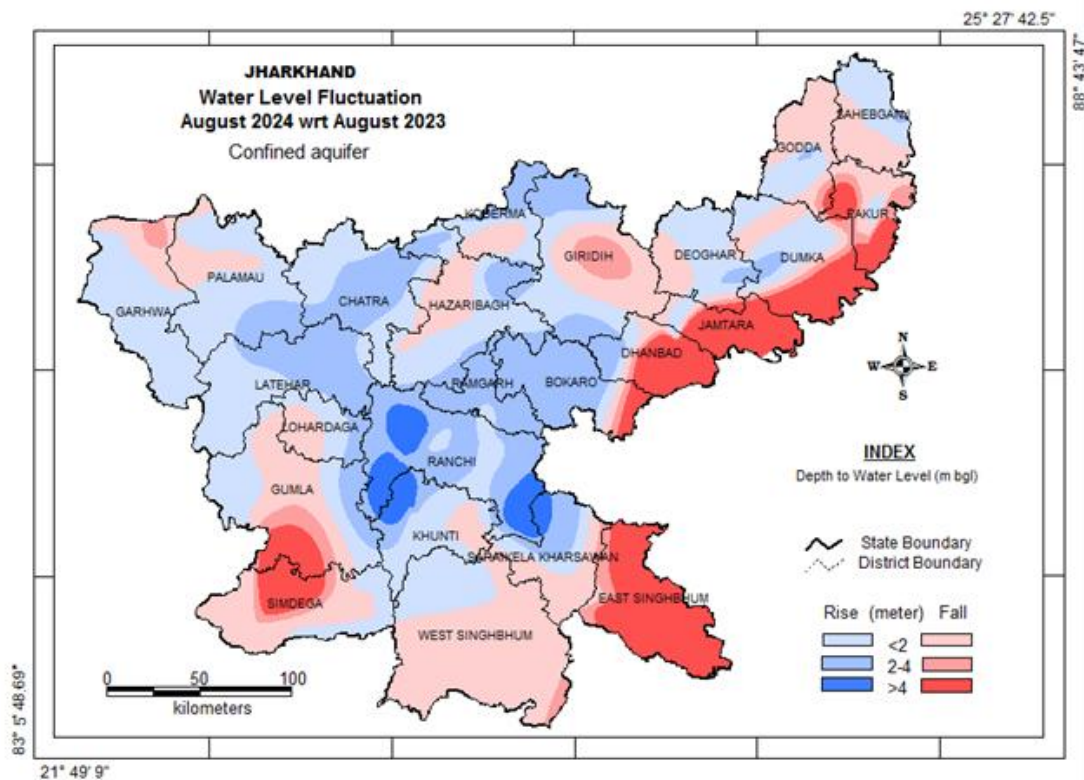 25° 27' 42.5"
88° 43' 47"
JHARKHAND
Water Level Fluctuation
August 2024 wrt August 2023
Confined aquifer
SAHEBGANJ
GODDA
PAKUR
KODERMA
GIRIDIH
DEOGHAR
DUMKA
PALAMAU
GARHWA
CHATRA
HAZARIBAGH
JAMTARA
DHANBAD
LATEHAR
RAMGARH
BOKARO
LOHARDAGA
RANCHI
GUMLA
KHUNTI
SARAIKELA KHARSAWAN
SIMDEGA
EAST SINGHBHUM
WEST SINGHBHUM
N
W E
S
INDEX
Depth to Water Level (m bgl)
State Boundary
District Boundary
Rise (meter) Fall
<2
2-4
>4
0 50 100
kilometers
83° 5' 48.69"
21° 49' 9"